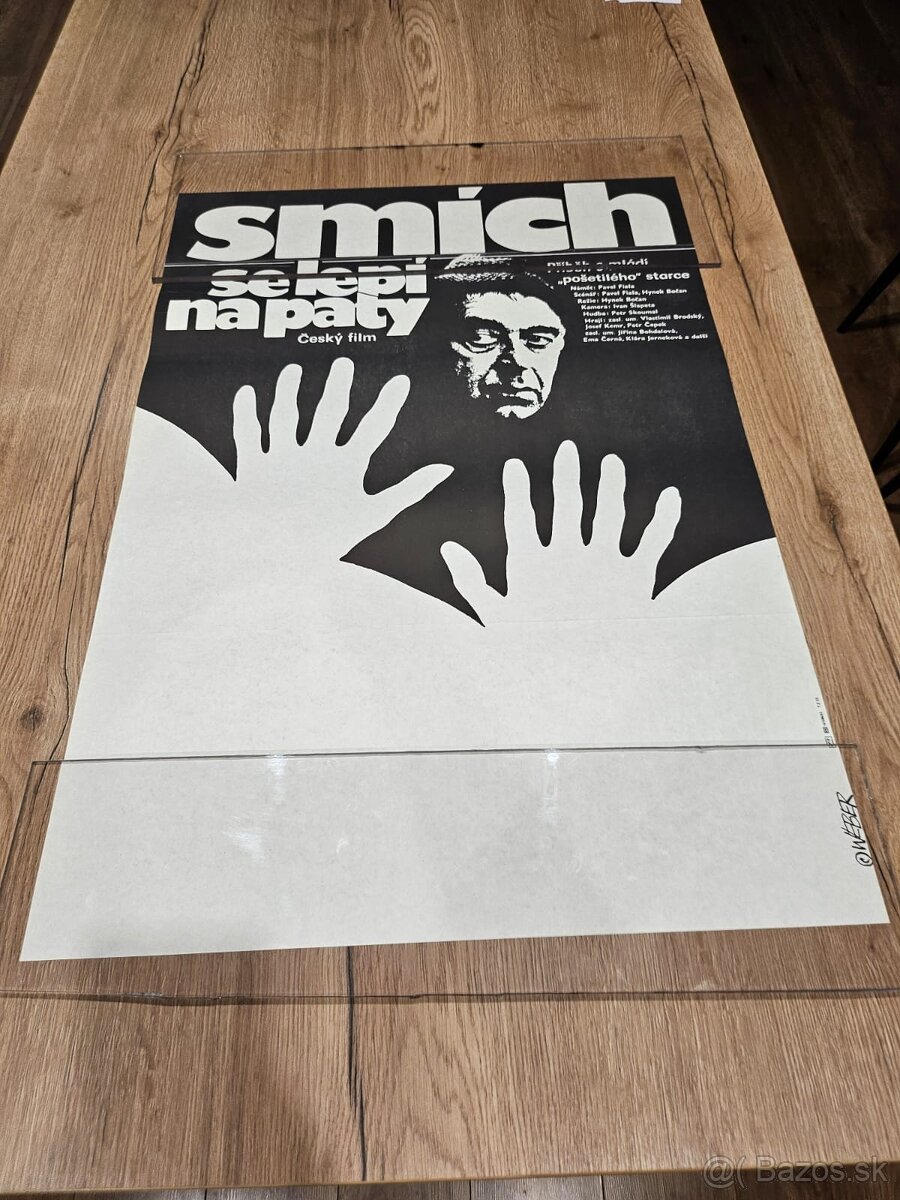 smích
se lepí
na paty
Český film
Příběh o mládí
„pošetilého" starce
Námět: Pavel Fiala
Scénář: Pavel Fiala, Hynek Bočan
Režie: Hynek Bočan
Kamera: Ivan Šlapeta
Hudba: Petr Skoumal
Hrají: zasl. um. Vlastimil Brodský,
Josef Kemr, Petr Čepek
zasl. um. Jiřina Bohdalová,
Ema Černá, Klára Jerneková a další
© WEBER
@( Bazos.sk